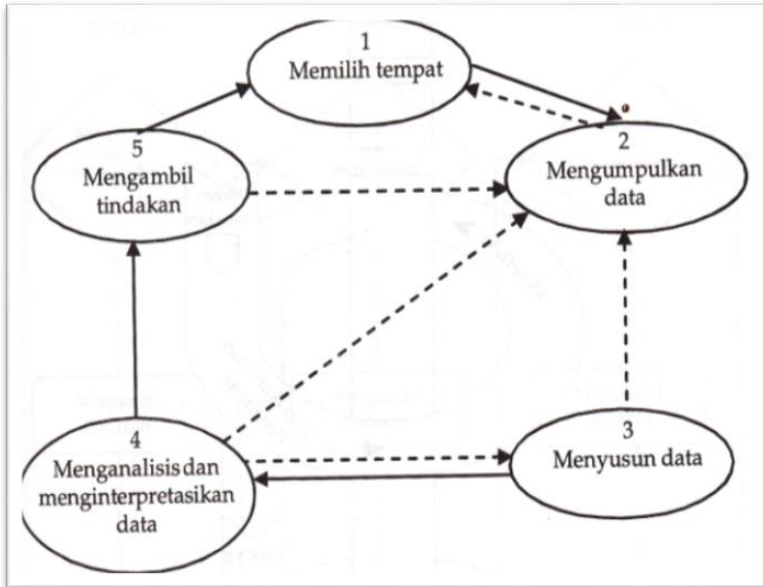 1
Memilih tempat
2
Mengumpulkan
data
3
Menyusun data
4
Menganalisis dan
menginterpretasikan
data
5
Mengambil
tindakan